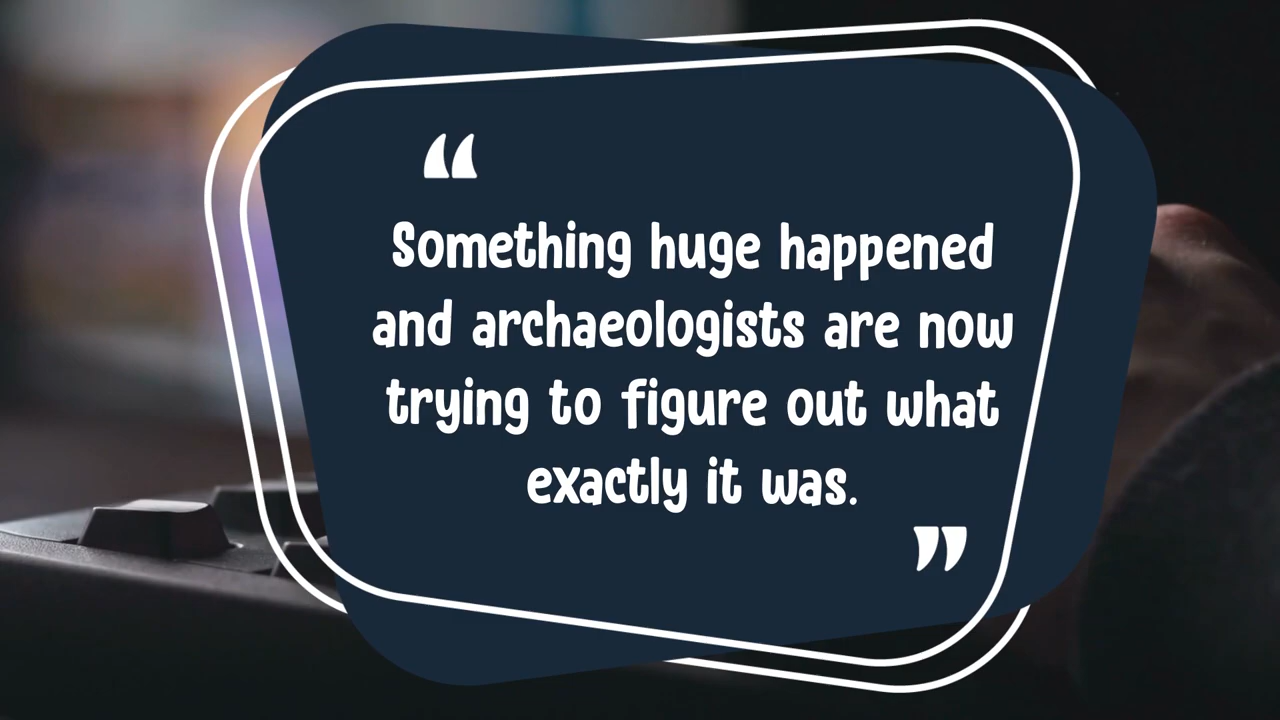 “
Something huge happened
and archaeologists are now
trying to figure out what
exactly it was.
”